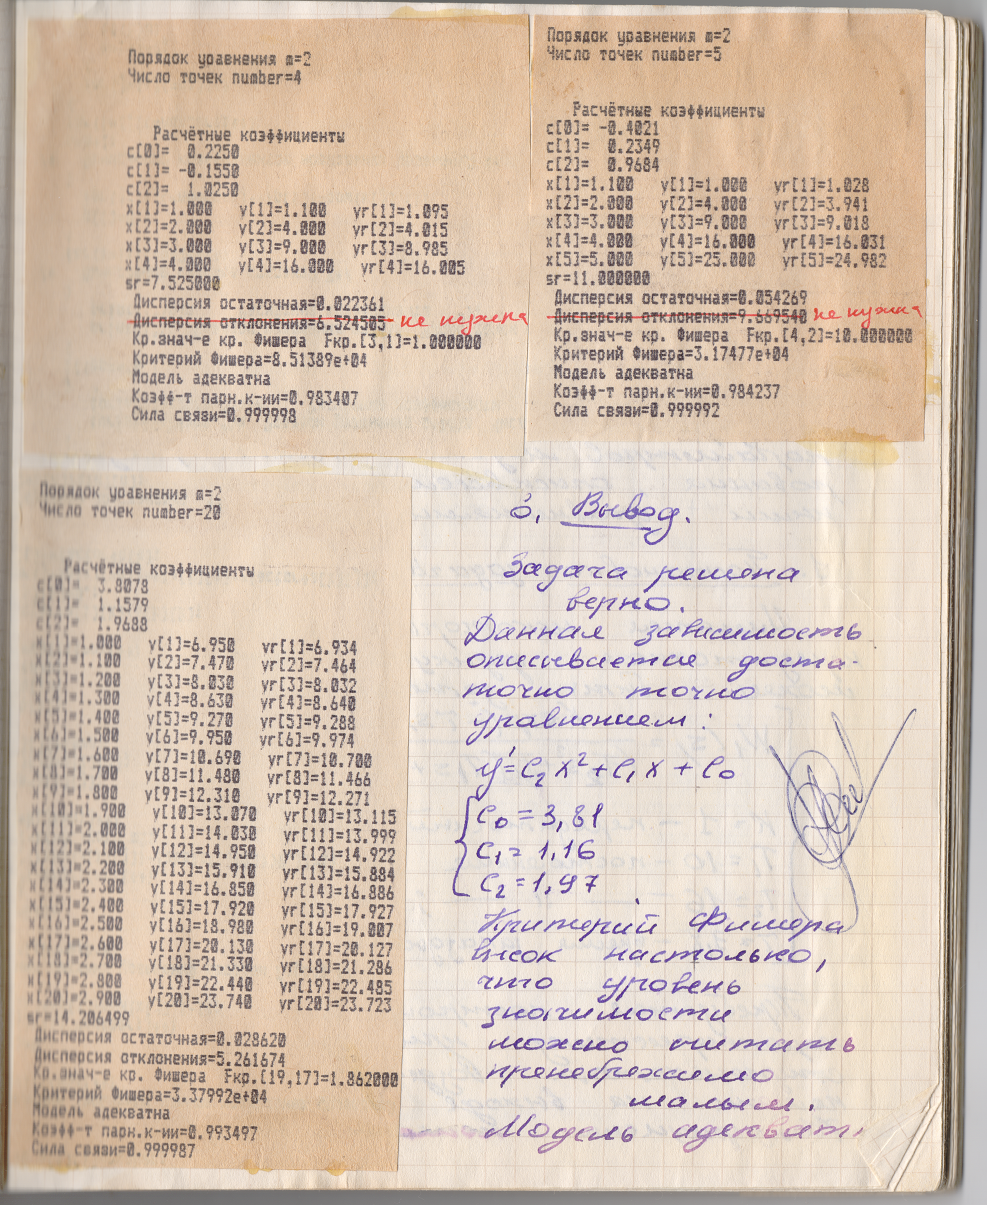 Порядок уравнения m=2
Число точек number=4
Расчётные коэффициенты
c[0]= 0.2250
c[1]= -0.1550
c[2]= 1.0250
x[1]=1.000 y[1]=1.100 yr[1]=1.095
x[2]=2.000 y[2]=4.000 yr[2]=4.015
x[3]=3.000 y[3]=9.000 yr[3]=8.985
x[4]=4.000 y[4]=16.000 yr[4]=16.005
sr=7.525000
Дисперсия остаточная=0.022361
Дисперсия отклонения=6.524505 не нужна
Кр.знач-е кр. Фишера Fкр.[3,1]=1.000000
Критерий Фишера=8.51389e+04
Модель адекватна
Коэфф-т парн.к-ии=0.983407
Сила связи=0.999998
Порядок уравнения m=2
Число точек number=5
Расчётные коэффициенты
c[0]= -0.4021
c[1]= 0.2349
c[2]= 0.9684
x[1]=1.100 y[1]=1.000 yr[1]=1.028
x[2]=2.000 y[2]=4.000 yr[2]=3.941
x[3]=3.000 y[3]=9.000 yr[3]=9.018
x[4]=4.000 y[4]=16.000 yr[4]=16.031
x[5]=5.000 y[5]=25.000 yr[5]=24.982
sr=11.000000
Дисперсия остаточная=0.054269
Дисперсия отклонения=9.669540 не нужна
Кр.знач-е кр. Фишера Fкр.[4,2]=10.000000
Критерий Фишера=3.17477e+04
Модель адекватна
Коэфф-т парн.к-ии=0.984237
Сила связи=0.999992
Порядок уравнения m=2
Число точек number=20
Расчётные коэффициенты
c[0]= 3.8078
c[1]= 1.1579
c[2]= 1.9688
x[1]=1.000 y[1]=6.950 yr[1]=6.934
x[2]=1.100 y[2]=7.470 yr[2]=7.464
x[3]=1.200 y[3]=8.030 yr[3]=8.032
x[4]=1.300 y[4]=8.630 yr[4]=8.640
x[5]=1.400 y[5]=9.270 yr[5]=9.288
x[6]=1.500 y[6]=9.950 yr[6]=9.974
x[7]=1.600 y[7]=10.690 yr[7]=10.700
x[8]=1.700 y[8]=11.480 yr[8]=11.466
x[9]=1.800 y[9]=12.310 yr[9]=12.271
x[10]=1.900 y[10]=13.070 yr[10]=13.115
x[11]=2.000 y[11]=14.030 yr[11]=13.999
x[12]=2.100 y[12]=14.950 yr[12]=14.922
x[13]=2.200 y[13]=15.910 yr[13]=15.884
x[14]=2.300 y[14]=16.850 yr[14]=16.886
x[15]=2.400 y[15]=17.920 yr[15]=17.927
x[16]=2.500 y[16]=18.980 yr[16]=19.007
x[17]=2.600 y[17]=20.130 yr[17]=20.127
x[18]=2.700 y[18]=21.330 yr[18]=21.286
x[19]=2.800 y[19]=22.440 yr[19]=22.485
x[20]=2.900 y[20]=23.740 yr[20]=23.723
sr=14.206499
Дисперсия остаточная=0.028620
Дисперсия отклонения=5.261674
Кр.знач-е кр. Фишера Fкр.[19,17]=1.862000
Критерий Фишера=3.37992e+04
Модель адекватна
Коэфф-т парн.к-ии=0.993497
Сила связи=0.999987
6. Вывод.
Задача решена
верно.
Данная зависимость
описывается доста-
точно точно
уравнением:
y'=C₂x²+C₁x+C₀
C₀=3,81
C₁=1,16
C₂=1,97
Критерий Фишера
высок настолько,
что уровень
значимости
можно считать
пренебрежимо
малым.
Модель адекват